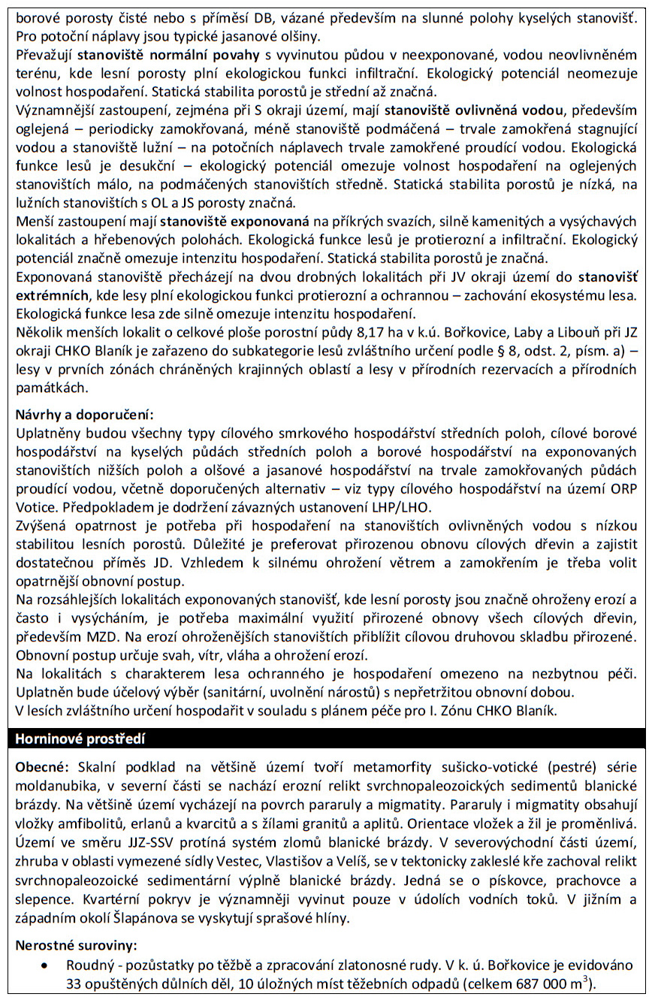 borové porosty čisté nebo s příměsí DB, vázané především na slunné polohy kyselých stanovišť.
Pro potoční náplavy jsou typické jasanové olšiny.
Převažují stanoviště normální povahy s vyvinutou půdou v neexponované, vodou neovlivněném
terénu, kde lesní porosty plní ekologickou funkci infiltrační. Ekologický potenciál neomezuje
volnost hospodaření. Statická stabilita porostů je střední až značná.
Významnější zastoupení, zejména při S okraji území, mají stanoviště ovlivněná vodou, především
oglejená – periodicky zamokřovaná, méně stanoviště podmáčená – trvale zamokřená stagnující
vodou a stanoviště lužní – na potočních náplavech trvale zamokřené proudící vodou. Ekologická
funkce lesů je desukční – ekologický potenciál omezuje volnost hospodaření na oglejených
stanovištích málo, na podmáčených stanovištích středně. Statická stabilita porostů je nízká, na
lužních stanovištích s OL a JS porosty značná.
Menší zastoupení mají stanoviště exponovaná na příkrých svazích, silně kamenitých a vysýchavých
lokalitách a hřebenových polohách. Ekologická funkce lesů je protierozní a infiltrační. Ekologický
potenciál značně omezuje intenzitu hospodaření. Statická stabilita porostů je značná.
Exponovaná stanoviště přecházejí na dvou drobných lokalitách při JV okraji území do stanovišť
extrémních, kde lesy plní ekologickou funkci protierozní a ochrannou – zachování ekosystému lesa.
Ekologická funkce lesa zde silně omezuje intenzitu hospodaření.
Několik menších lokalit o celkové ploše porostní půdy 8,17 ha v k.ú. Bořkovice, Laby a Libouň při JZ
okraji CHKO Blaník je zařazeno do subkategorie lesů zvláštního určení podle § 8, odst. 2, písm. a) –
lesy v prvních zónách chráněných krajinných oblastí a lesy v přírodních rezervacích a přírodních
památkách.
Návrhy a doporučení:
Uplatněny budou všechny typy cílového smrkového hospodářství středních poloh, cílové borové
hospodářství na kyselých půdách středních poloh a borové hospodářství na exponovaných
stanovištích nižších poloh a olšové a jasanové hospodářství na trvale zamokřovaných půdách
proudící vodou, včetně doporučených alternativ – viz typy cílového hospodářství na území ORP
Votice. Předpokladem je dodržení závazných ustanovení LHP/LHO.
Zvýšená opatrnost je potřeba při hospodaření na stanovištích ovlivněných vodou s nízkou
stabilitou lesních porostů. Důležité je preferovat přirozenou obnovu cílových dřevin a zajistit
dostatečnou příměs JD. Vzhledem k silnému ohrožení větrem a zamokřením je třeba volit
opatrnější obnovní postup.
Na rozsáhlejších lokalitách exponovaných stanovišť, kde lesní porosty jsou značně ohroženy erozí a
často i vysýcháním, je potřeba maximální využití přirozené obnovy všech cílových dřevin,
především MZD. Na erozí ohroženějších stanovištích přiblížit cílovou druhovou skladbu přirozené.
Obnovní postup určuje svah, vítr, vláha a ohrožení erozí.
Na lokalitách s charakterem lesa ochranného je hospodaření omezeno na nezbytnou péči.
Uplatněn bude účelový výběr (sanitární, uvolnění nárostů) s nepřetržitou obnovní dobou.
V lesích zvláštního určení hospodařit v souladu s plánem péče pro I. Zónu CHKO Blaník.
Horninové prostředí
Obecné: Skalní podklad na většině území tvoří metamorfity sušicko-votické (pestré) série
moldanubika, v severní části se nachází erozní relikt svrchnopaleozoických sedimentů blanické
brázdy. Na většině území vycházejí na povrch pararuly a migmatity. Pararuly i migmatity obsahují
vložky amfibolitů, erlanů a kvarcitů a s žílami granitů a aplitů. Orientace vložek a žil je proměnlivá.
Území ve směru JJZ-SSV protíná systém zlomů blanické brázdy. V severovýchodní části území,
zhruba v oblasti vymezené sídly Vestec, Vlastišov a Velíš, se v tektonicky zakleslé kře zachoval relikt
svrchnopaleozoické sedimentární výplně blanické brázdy. Jedná se o pískovce, prachovce a
slepence. Kvartérní pokryv je významněji vyvinut pouze v údolích vodních toků. V jižním a
západním okolí Šlapánova se vyskytují sprašové hlíny.
Nerostné suroviny:
• Roudný - pozůstatky po těžbě a zpracování zlatonosné rudy. V k. ú. Bořkovice je evidováno
33 opuštěných důlních děl, 10 úložných míst těžebních odpadů (celkem 687 000 m³).